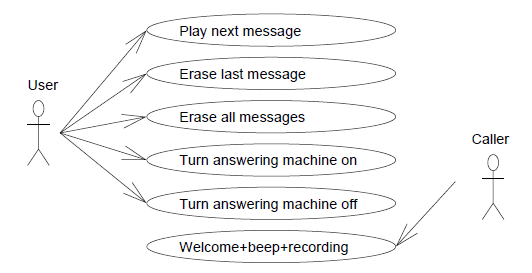 Play next message
Erase last message
User
Erase all messages
Caller
Turn answering machine on
Turn answering machine off
Welcome+beep+recording